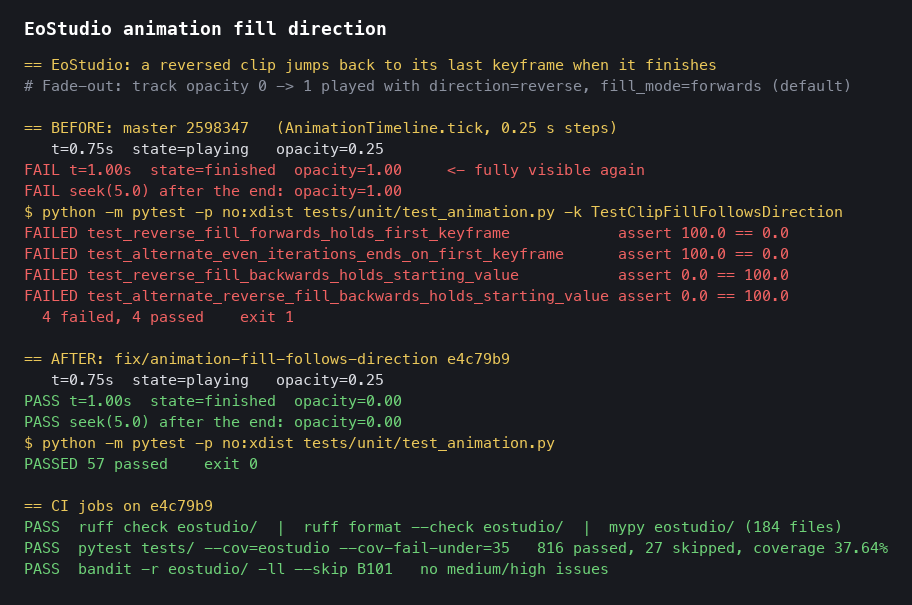 EoStudio animation fill direction
== EoStudio: a reversed clip jumps back to its last keyframe when it finishes
# Fade-out: track opacity 0 -> 1 played with direction=reverse, fill_mode=forwards (default)
== BEFORE: master 2598347   (AnimationTimeline.tick, 0.25 s steps)
   t=0.75s  state=playing   opacity=0.25
FAIL t=1.00s  state=finished  opacity=1.00     <- fully visible again
FAIL seek(5.0) after the end: opacity=1.00
$ python -m pytest -p no:xdist tests/unit/test_animation.py -k TestClipFillFollowsDirection
FAILED test_reverse_fill_forwards_holds_first_keyframe            assert 100.0 == 0.0
FAILED test_alternate_even_iterations_ends_on_first_keyframe      assert 100.0 == 0.0
FAILED test_reverse_fill_backwards_holds_starting_value           assert 0.0 == 100.0
FAILED test_alternate_reverse_fill_backwards_holds_starting_value assert 0.0 == 100.0
  4 failed, 4 passed    exit 1
== AFTER: fix/animation-fill-follows-direction e4c79b9
   t=0.75s  state=playing   opacity=0.25
PASS t=1.00s  state=finished  opacity=0.00
PASS seek(5.0) after the end: opacity=0.00
$ python -m pytest -p no:xdist tests/unit/test_animation.py
PASSED 57 passed    exit 0
== CI jobs on e4c79b9
PASS  ruff check eostudio/  |  ruff format --check eostudio/  |  mypy eostudio/ (184 files)
PASS  pytest tests/ --cov=eostudio --cov-fail-under=35   816 passed, 27 skipped, coverage 37.64%
PASS  bandit -r eostudio/ -ll --skip B101   no medium/high issues